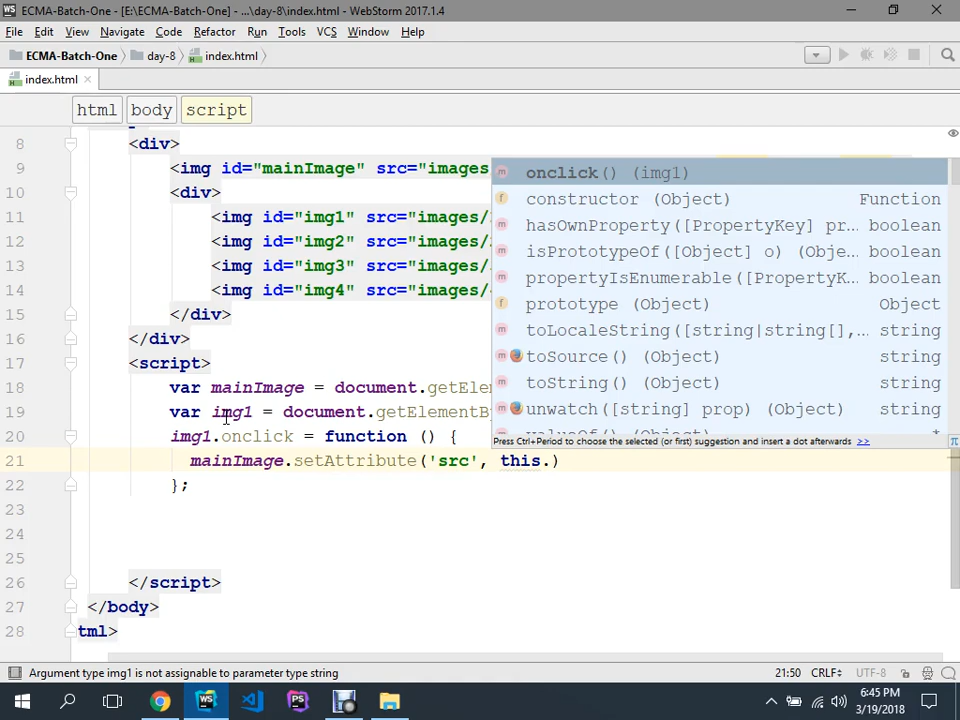 ECMA-Batch-One - [E:\ECMA-Batch-One] - ...\day-8\index.html - WebStorm 2017.1.4
File Edit View Navigate Code Refactor Run Tools VCS Window Help
ECMA-Batch-One day-8 index.html
index.html
html body script
8 <div>
9 <img id="mainImage" src="images
10 <div>
11 <img id="img1" src="images/
12 <img id="img2" src="images/
13 <img id="img3" src="images/
14 <img id="img4" src="images/
15 </div>
16 </div>
17 <script>
18 var mainImage = document.getEle
19 var img1 = document.getElementB
20 img1.onclick = function () {
21 mainImage.setAttribute('src', this.)
22 };
23
24
25
26 </script>
27 </body>
28 tml>
onclick() (img1)
constructor (Object) Function
hasOwnProperty([PropertyKey] pr... boolean
isPrototypeOf([Object] o) (Obje... boolean
propertyIsEnumerable([PropertyK... boolean
prototype (Object) Object
toLocaleString([string|string[],... string
toSource() (Object) string
toString() (Object) string
unwatch([string] prop) (Object) boolean
Press Ctrl+Period to choose the selected (or first) suggestion and insert a dot afterwards >>
Argument type img1 is not assignable to parameter type string 21:50 CRLF UTF-8
6:45 PM
3/19/2018